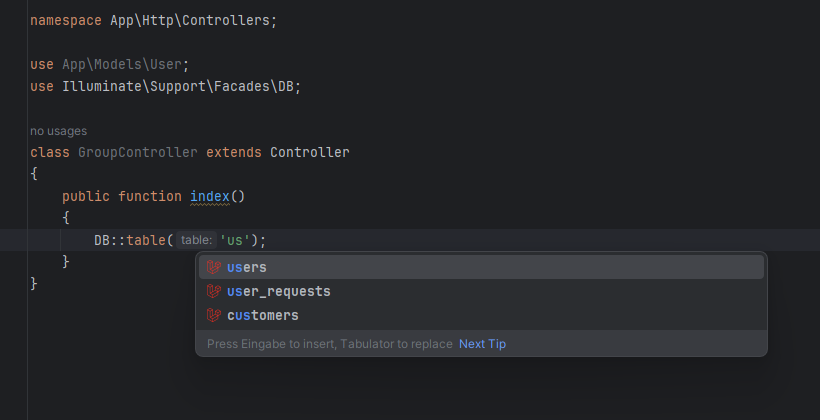 namespace App\Http\Controllers;
use App\Models\User;
use Illuminate\Support\Facades\DB;
no usages
class GroupController extends Controller
{
public function index()
{
DB::table( table: 'us');
}
}
users
user_requests
customers
Press Eingabe to insert, Tabulator to replace Next Tip